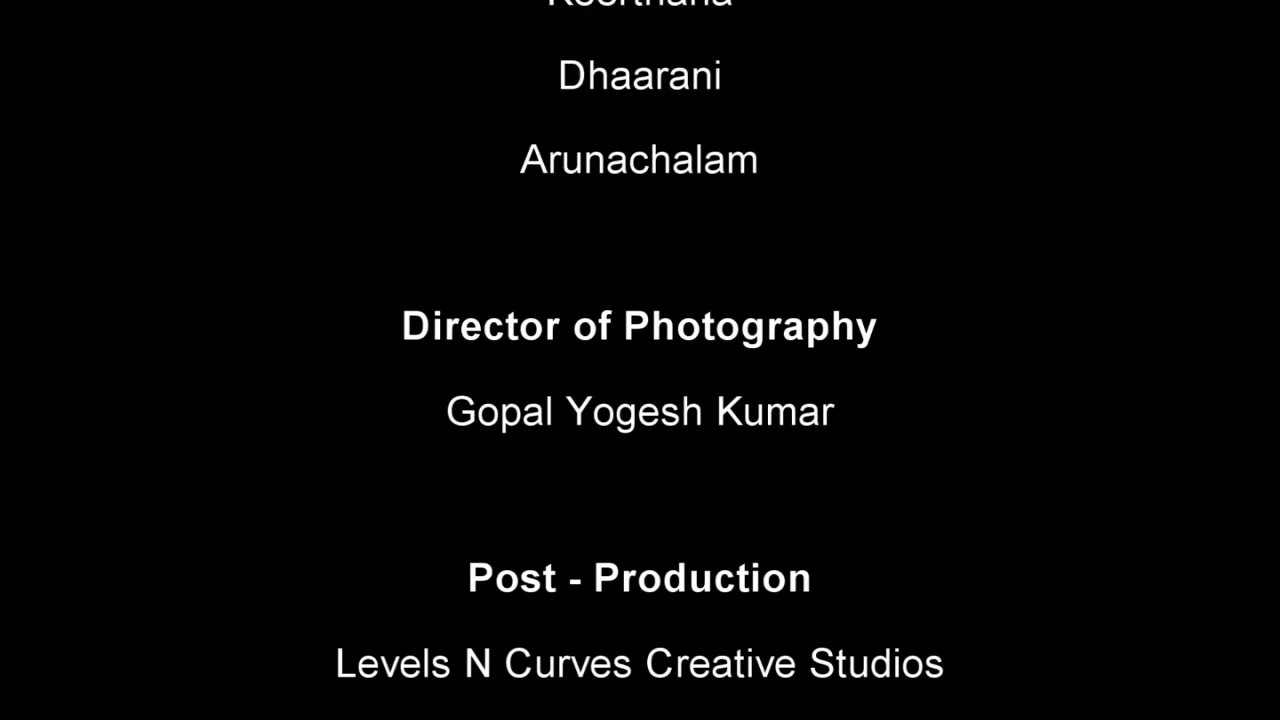 Dhaarani
Arunachalam
Director of Photography
Gopal Yogesh Kumar
Post - Production
Levels N Curves Creative Studios